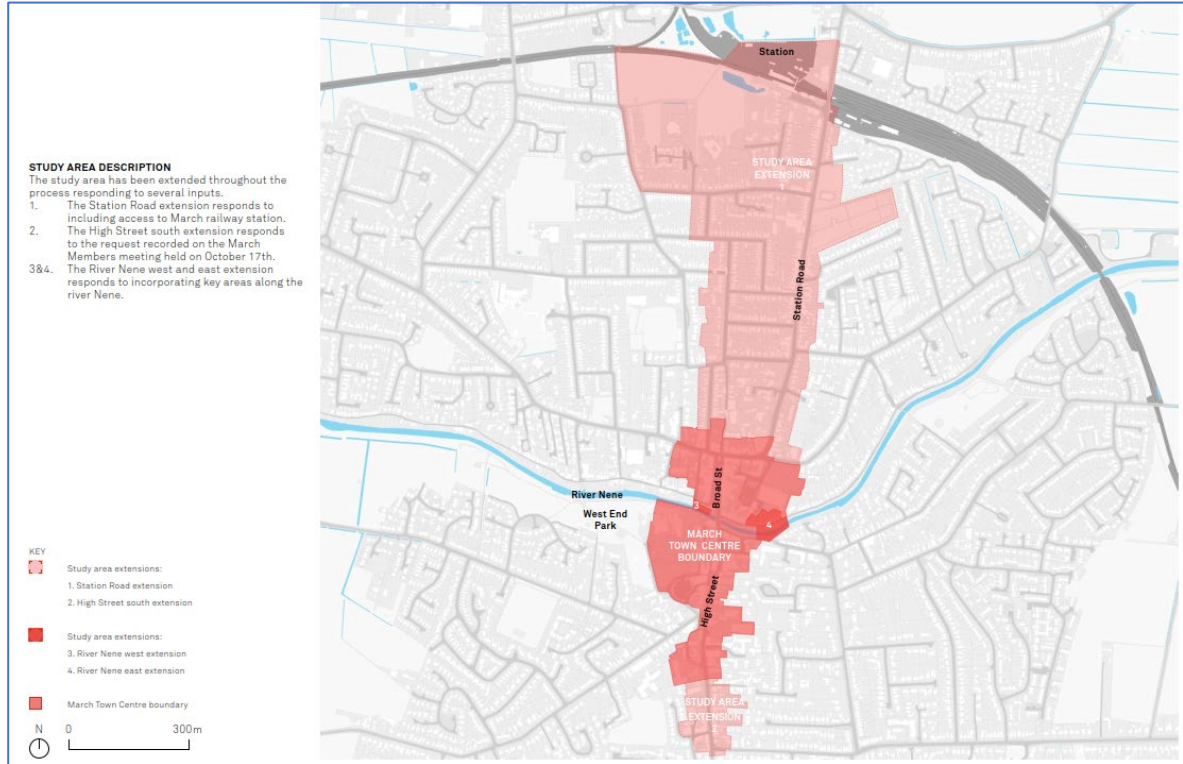 STUDY AREA DESCRIPTION
The study area has been extended throughout the
process responding to several inputs.
1. The Station Road extension responds to
including access to March railway station.
2. The High Street south extension responds
to the request recorded on the March
Members meeting held on October 17th.
3&4. The River Nene west and east extension
responds to incorporating key areas along the
river Nene.
KEY
Study area extensions:
1. Station Road extension
2. High Street south extension
Study area extensions:
3. River Nene west extension
4. River Nene east extension
March Town Centre boundary
N 0 300m
Station
STUDY AREA
EXTENSION
1
Station Road
Broad St
River Nene
West End
Park
3
4
MARCH
TOWN CENTRE
BOUNDARY
High Street
STUDY AREA
EXTENSION
2